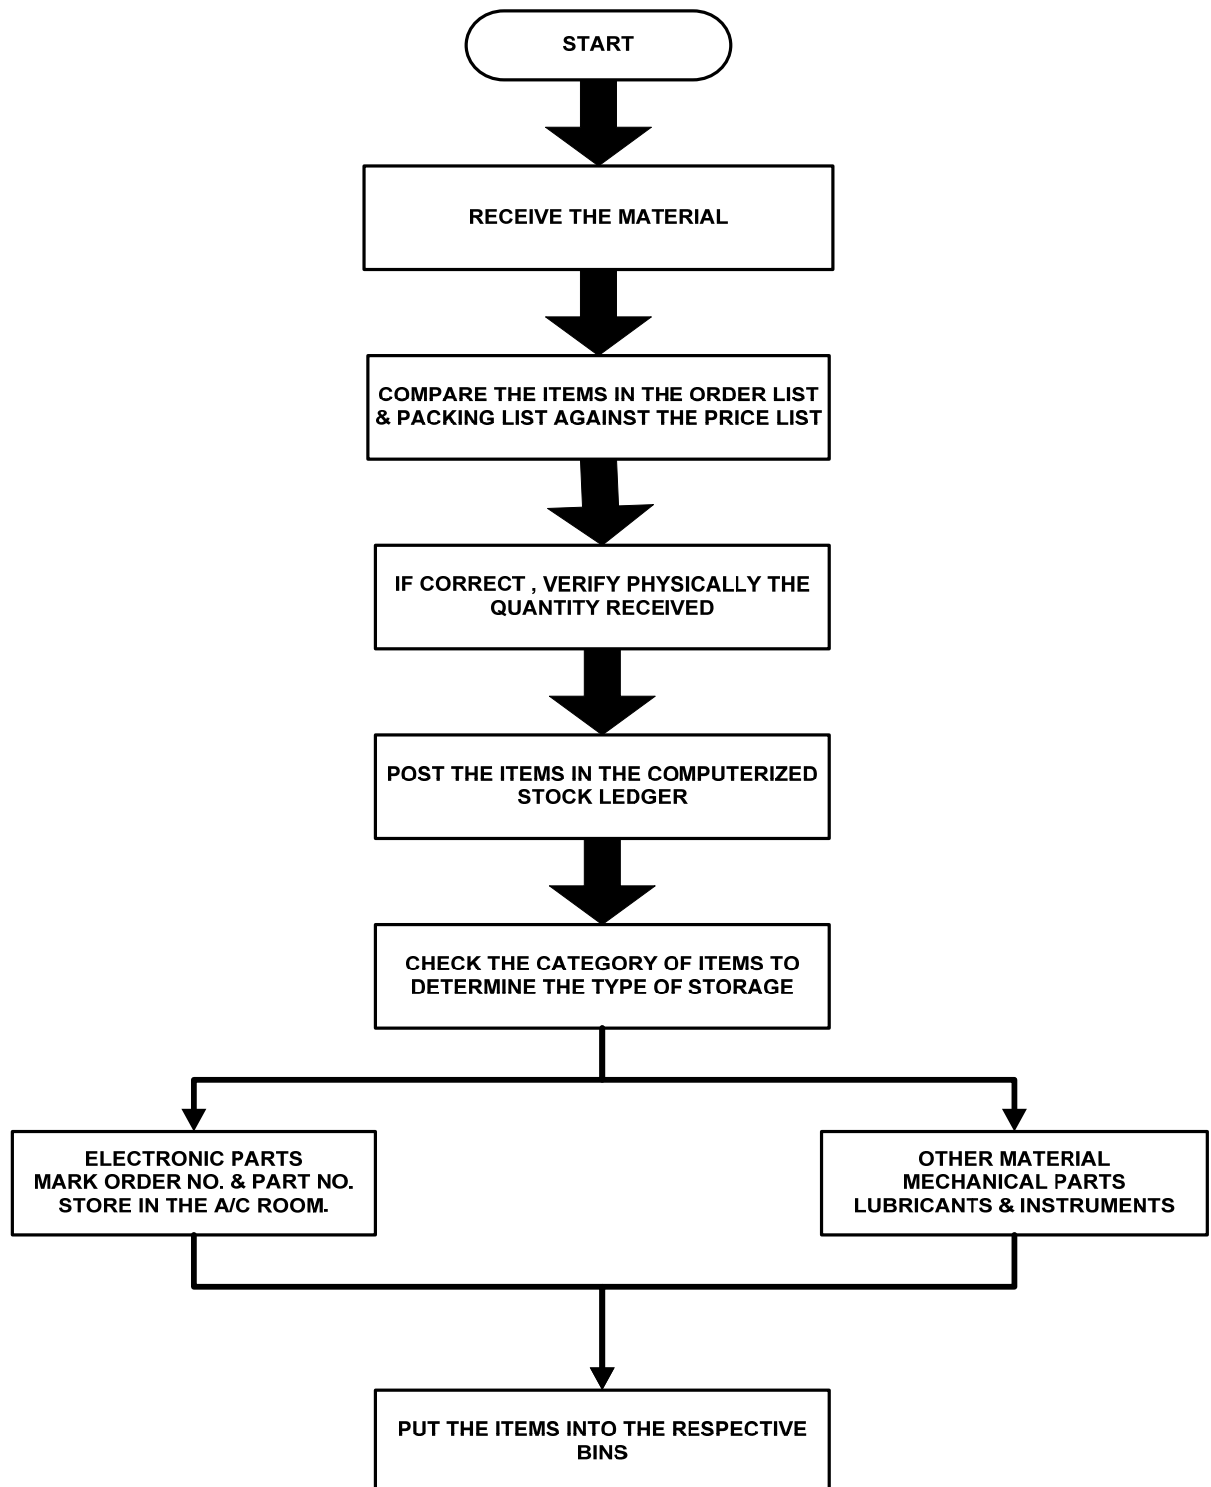 START
RECEIVE THE MATERIAL
COMPARE THE ITEMS IN THE ORDER LIST
& PACKING LIST AGAINST THE PRICE LIST
IF CORRECT , VERIFY PHYSICALLY THE
QUANTITY RECEIVED
POST THE ITEMS IN THE COMPUTERIZED
STOCK LEDGER
CHECK THE CATEGORY OF ITEMS TO
DETERMINE THE TYPE OF STORAGE
ELECTRONIC PARTS
MARK ORDER NO. & PART NO.
STORE IN THE A/C ROOM.
OTHER MATERIAL
MECHANICAL PARTS
LUBRICANTS & INSTRUMENTS
PUT THE ITEMS INTO THE RESPECTIVE
BINS